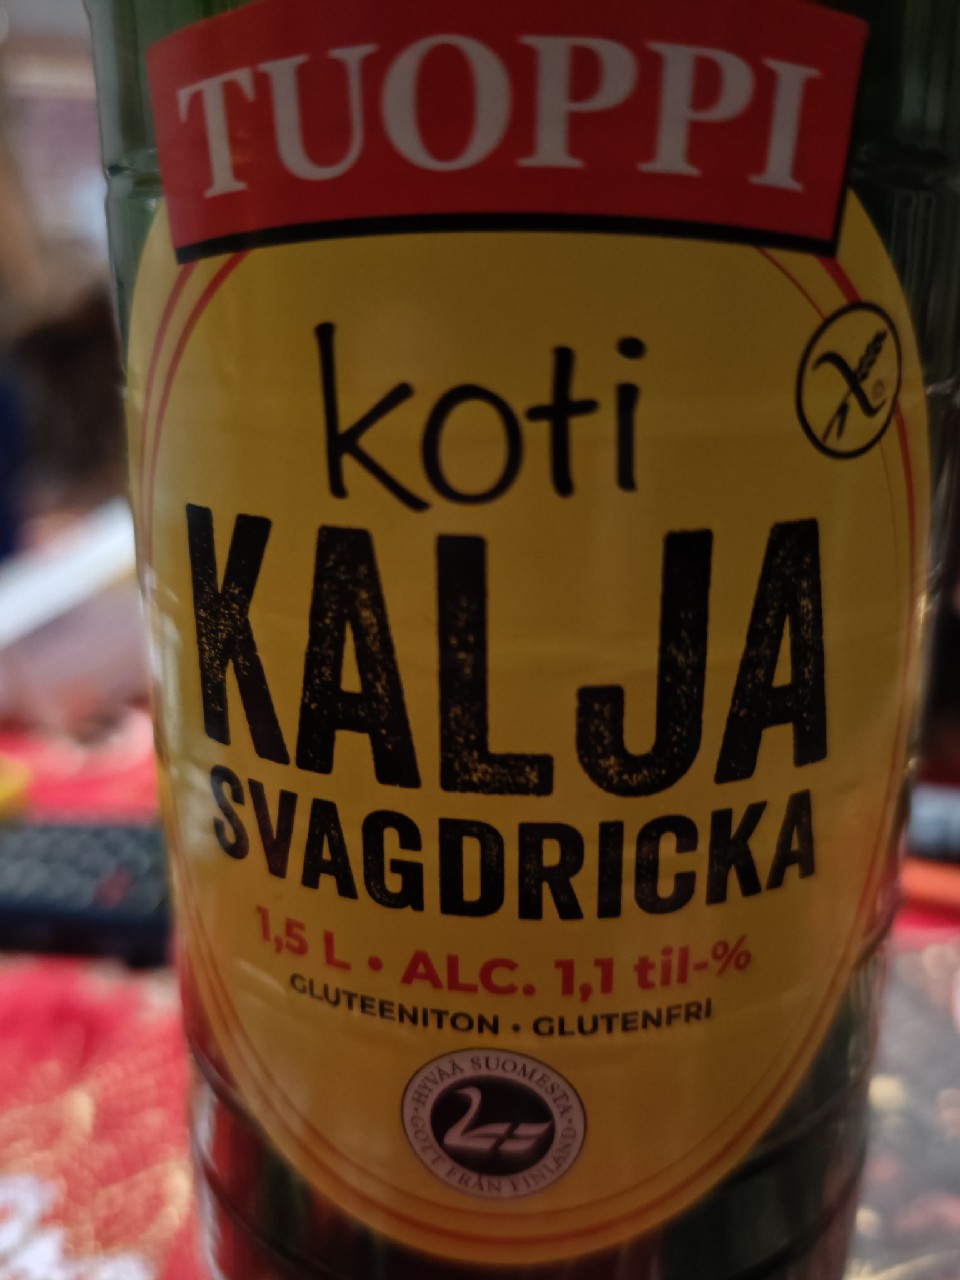 TUOPPI
koti
KALJA
SVAGDRICKA
1,5 L • ALC. 1,1 til-%
GLUTEENITON • GLUTENFRI
HYVÄÄ SUOMESTA
GOTT FRÅN FINLAND